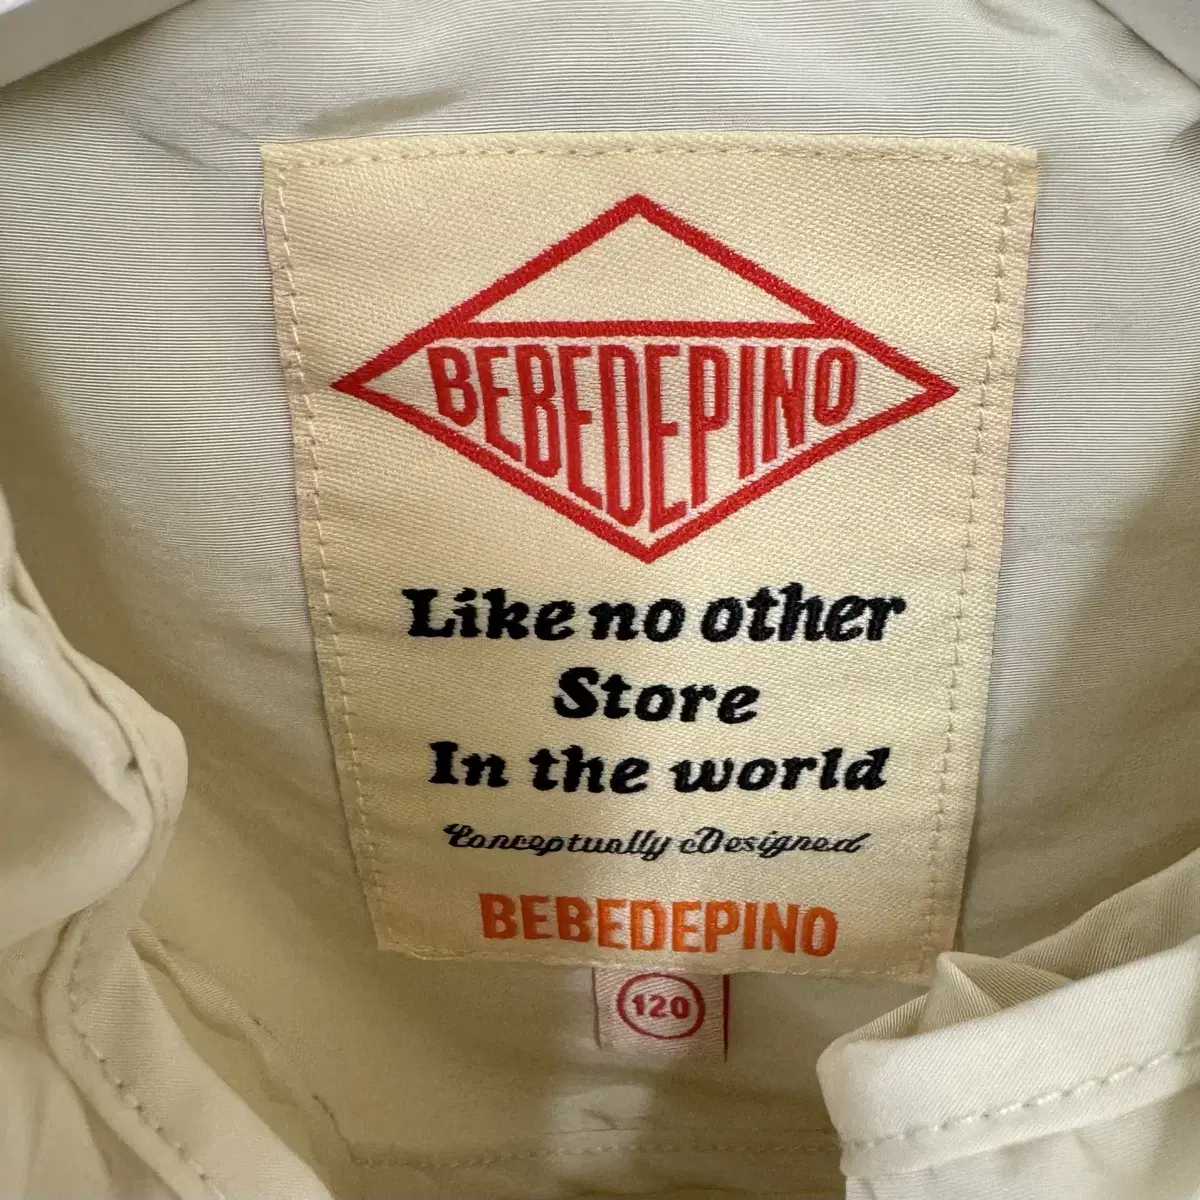 BEBEDEPINO
Like no other
Store
In the world
Conceptually Designed
BEBEDEPINO
120